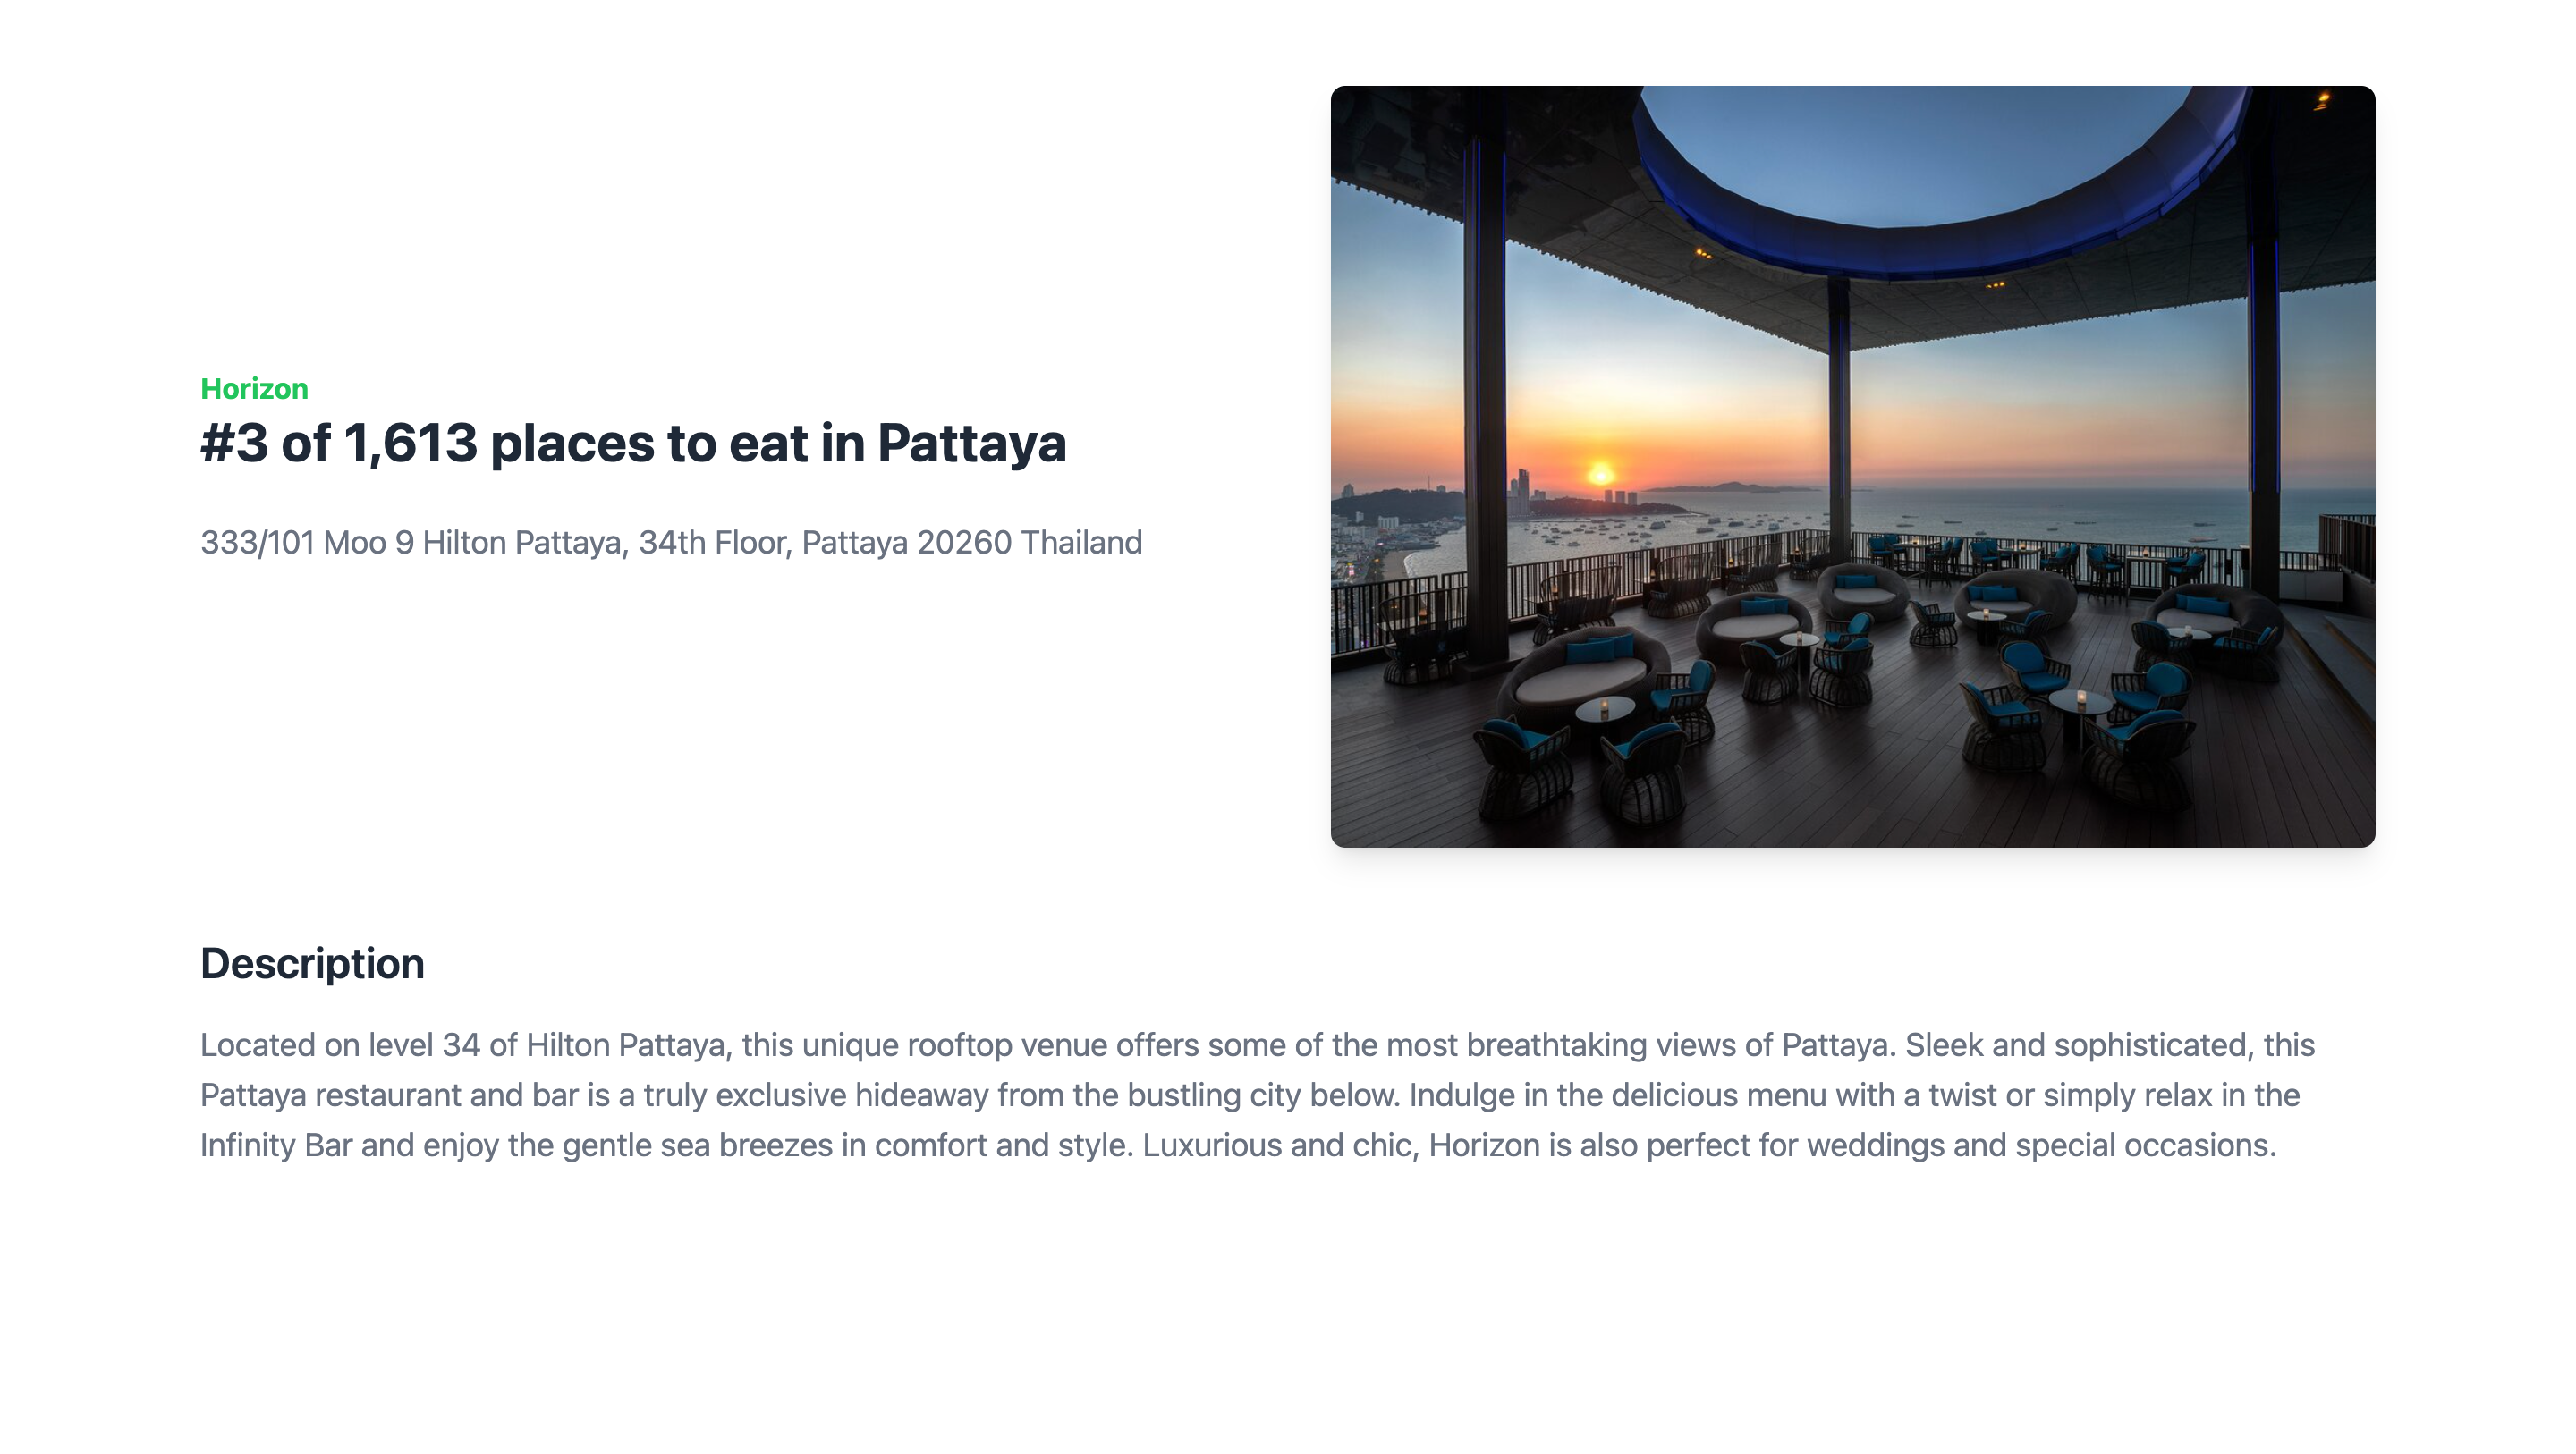 Horizon
#3 of 1,613 places to eat in Pattaya
333/101 Moo 9 Hilton Pattaya, 34th Floor, Pattaya 20260 Thailand
Description
Located on level 34 of Hilton Pattaya, this unique rooftop venue offers some of the most breathtaking views of Pattaya. Sleek and sophisticated, this
Pattaya restaurant and bar is a truly exclusive hideaway from the bustling city below. Indulge in the delicious menu with a twist or simply relax in the
Infinity Bar and enjoy the gentle sea breezes in comfort and style. Luxurious and chic, Horizon is also perfect for weddings and special occasions.